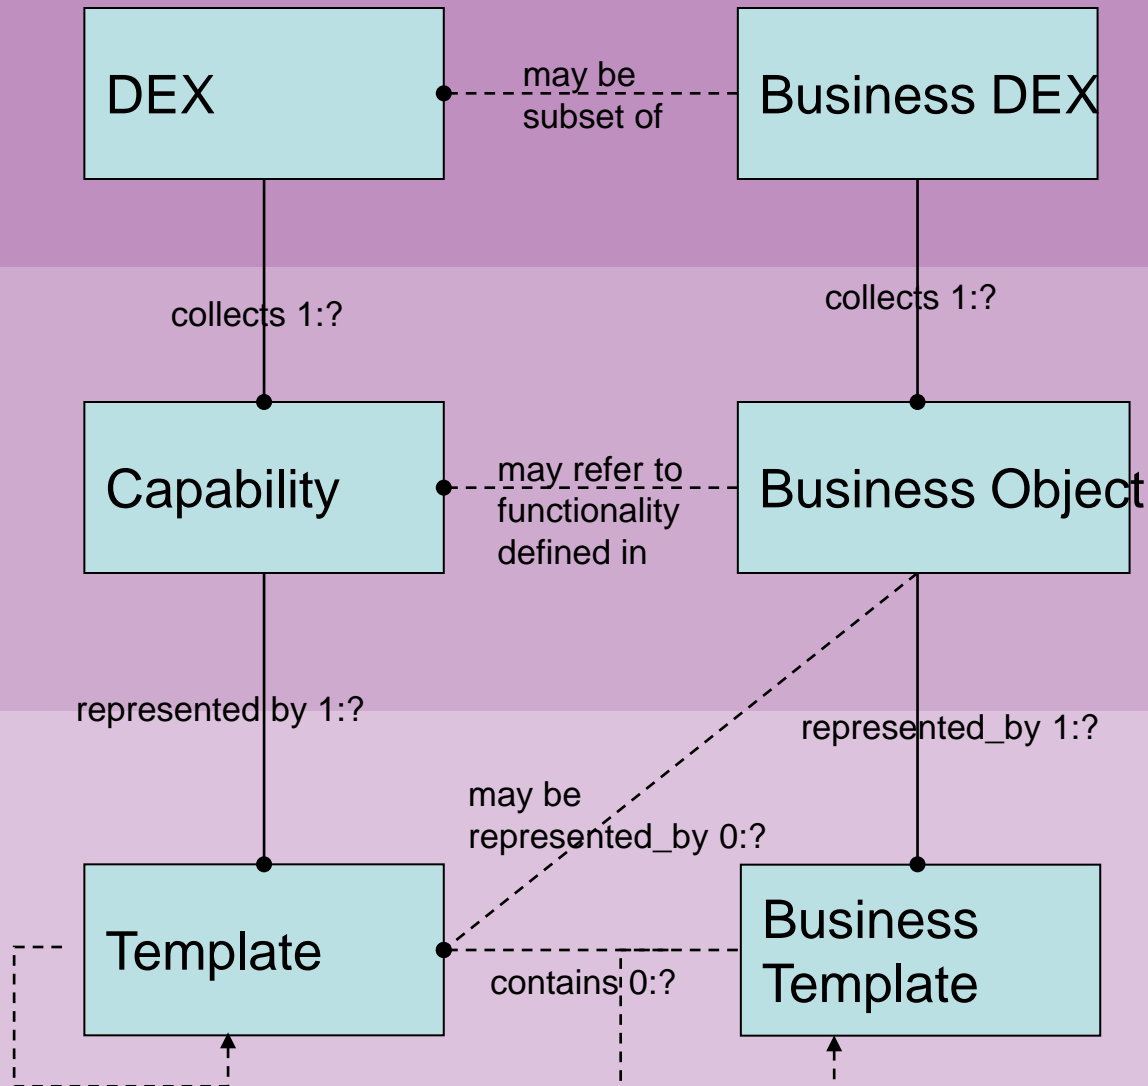 DEX
may be
subset of
Business DEX
collects 1:?
collects 1:?
Capability
may refer to
functionality
defined in
Business Object
represented by 1:?
represented_by 1:?
may be
represented_by 0:?
Template
contains 0:?
Business
Template